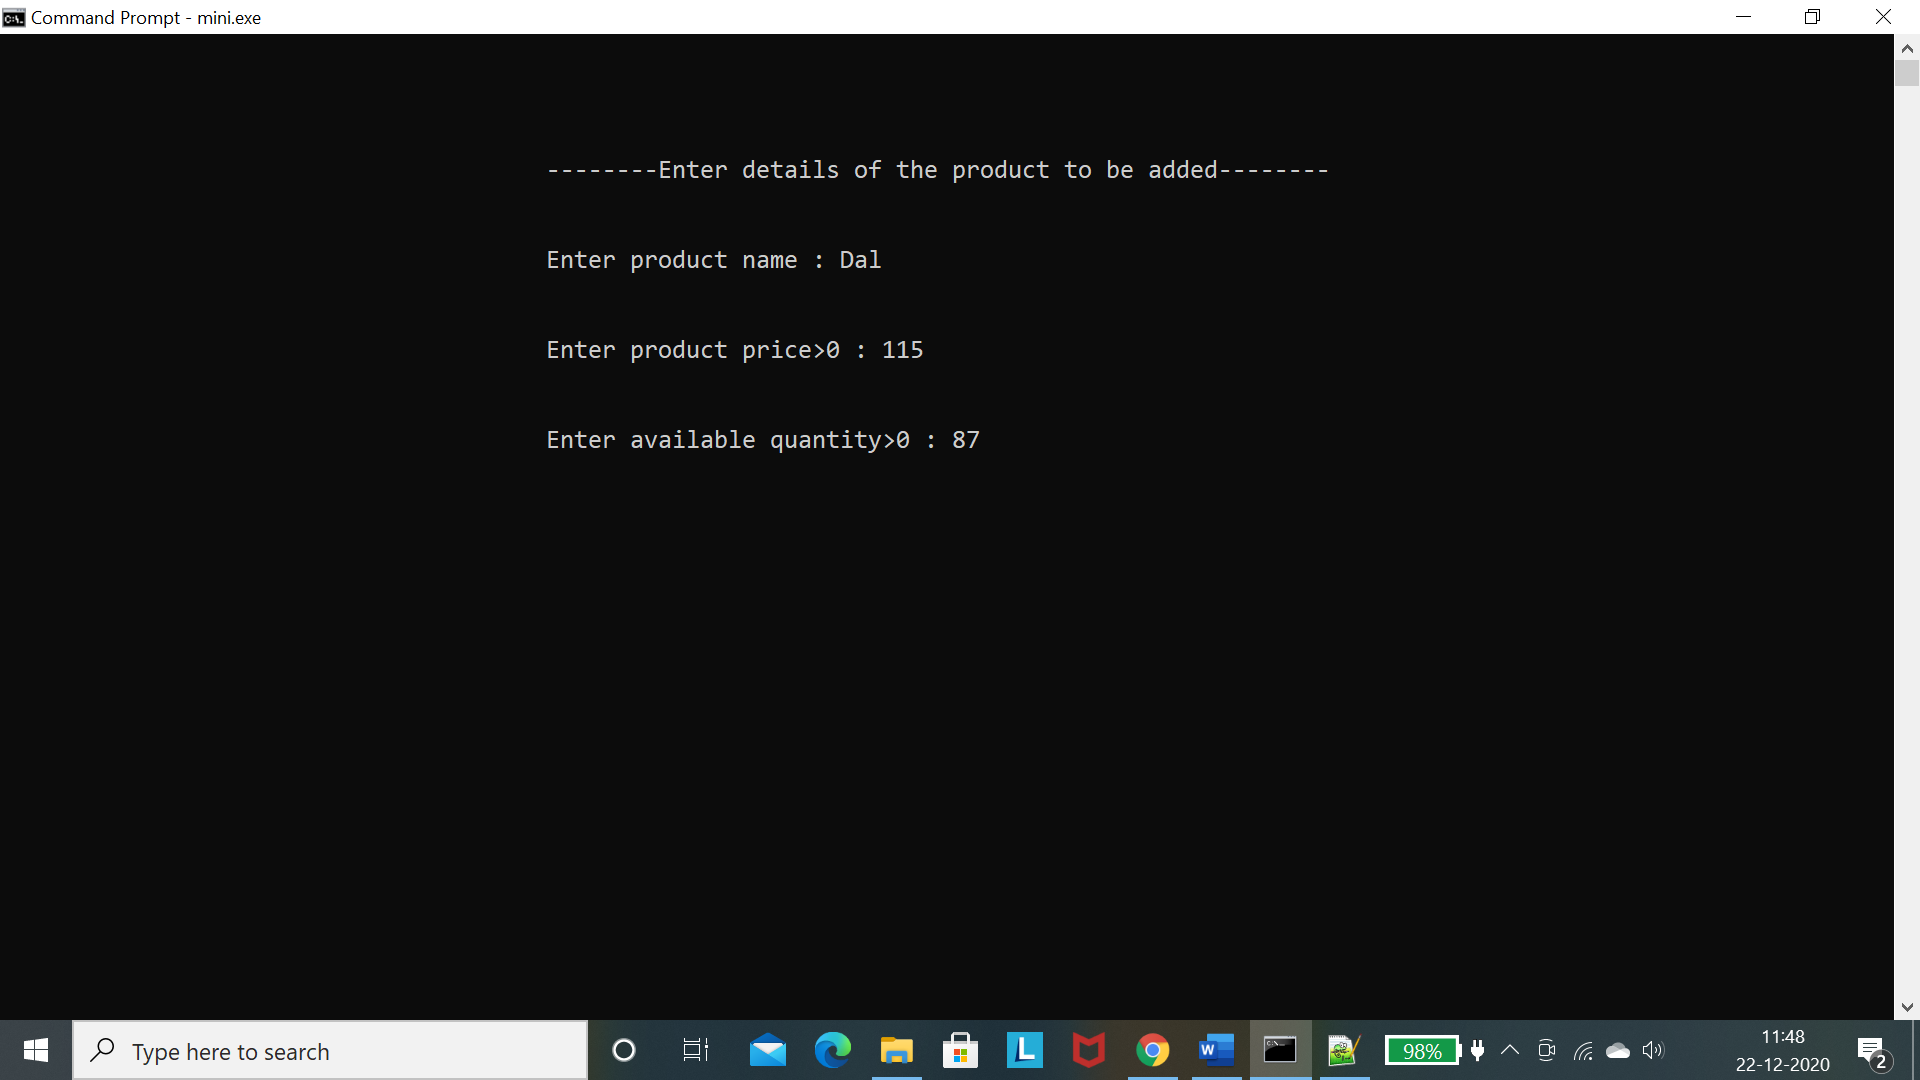 Command Prompt - mini.exe
--------Enter details of the product to be added--------
Enter product name : Dal
Enter product price>0 : 115
Enter available quantity>0 : 87
Type here to search
98%
11:48
22-12-2020
2